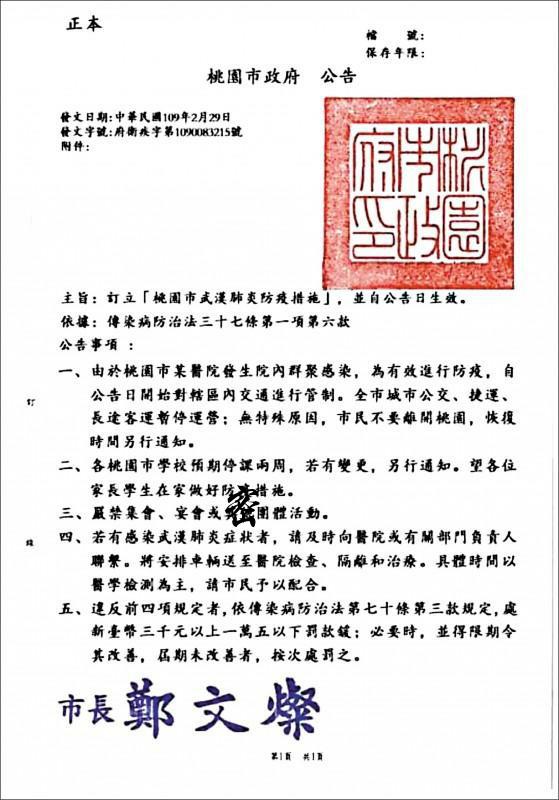 正本
檔　號：
保存年限：
桃園市政府　公告
發文日期：中華民國109年2月29日
發文字號：府衛疾字第1090083215號
附件：
桃園市政府印
主旨：訂立「桃園市武漢肺炎防疫措施」，並自公告日生效。
依據：傳染病防治法三十七條第一項第六款
公告事項：
一、由於桃園市某醫院發生院內群聚感染，為有效進行防疫，自
公告日開始對轄區內交通進行管制。全市城市公交、捷運、
長途客運暫停運營；無特殊原因，市民不要離開桃園，恢復
時間另行通知。
二、各桃園市學校預期停課兩周，若有變更，另行通知。望各位
家長學生在家做好防疫措施。
密
三、嚴禁集會、宴會或團體活動。
四、若有感染武漢肺炎症狀者，請及時向醫院或有關部門負責人
聯繫。將安排車輛送至醫院檢查、隔離和治療。具體時間以
醫學檢測為主，請市民予以配合。
五、違反前四項規定者，依傳染病防治法第七十條第三款規定，處
新臺幣三千元以上一萬五以下罰款鍰；必要時，並得限期令
其改善，屆期未改善者，按次處罰之。
訂
線
市長 鄭文燦
第1頁　共1頁